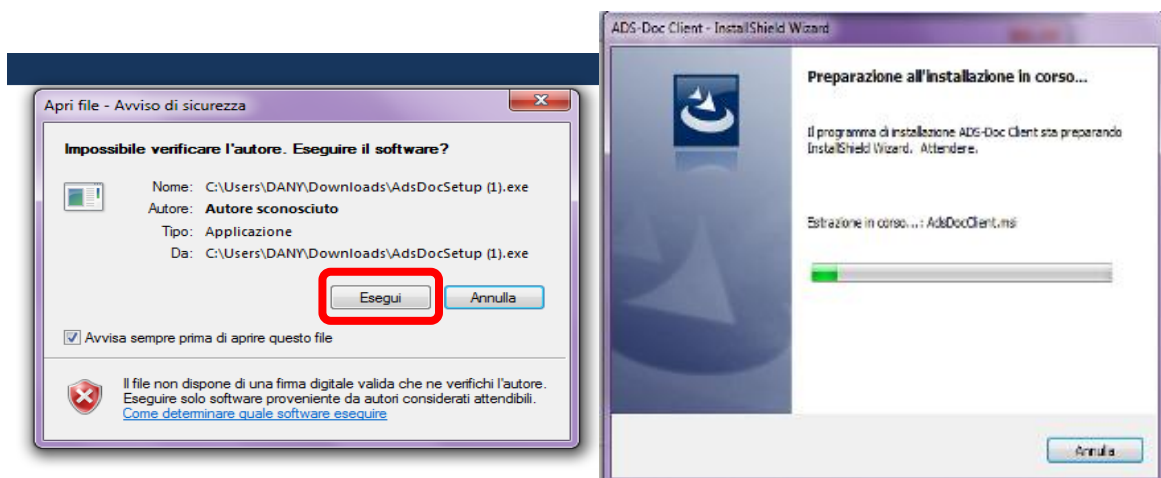 Apri file - Avviso di sicurezza
Impossibile verificare l'autore. Eseguire il software?
Nome: C:\Users\DANY\Downloads\AdsDocSetup (1).exe
Autore: Autore sconosciuto
Tipo: Applicazione
Da: C:\Users\DANY\Downloads\AdsDocSetup (1).exe
Esegui Annulla
Avvisa sempre prima di aprire questo file
Il file non dispone di una firma digitale valida che ne verifichi l'autore.
Eseguire solo software proveniente da autori considerati attendibili.
Come determinare quale software eseguire
ADS-Doc Client - InstallShield Wizard
Preparazione all'installazione in corso...
Il programma di installazione ADS-Doc Client sta preparando
InstallShield Wizard. Attendere.
Estrazione in corso...: AdsDocClient.msi
Annulla